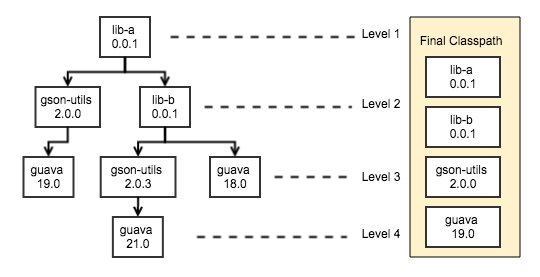 lib-a
0.0.1
Level 1
gson-utils
2.0.0
lib-b
0.0.1
Level 2
guava
19.0
gson-utils
2.0.3
guava
18.0
Level 3
guava
21.0
Level 4
Final Classpath
lib-a
0.0.1
lib-b
0.0.1
gson-utils
2.0.0
guava
19.0